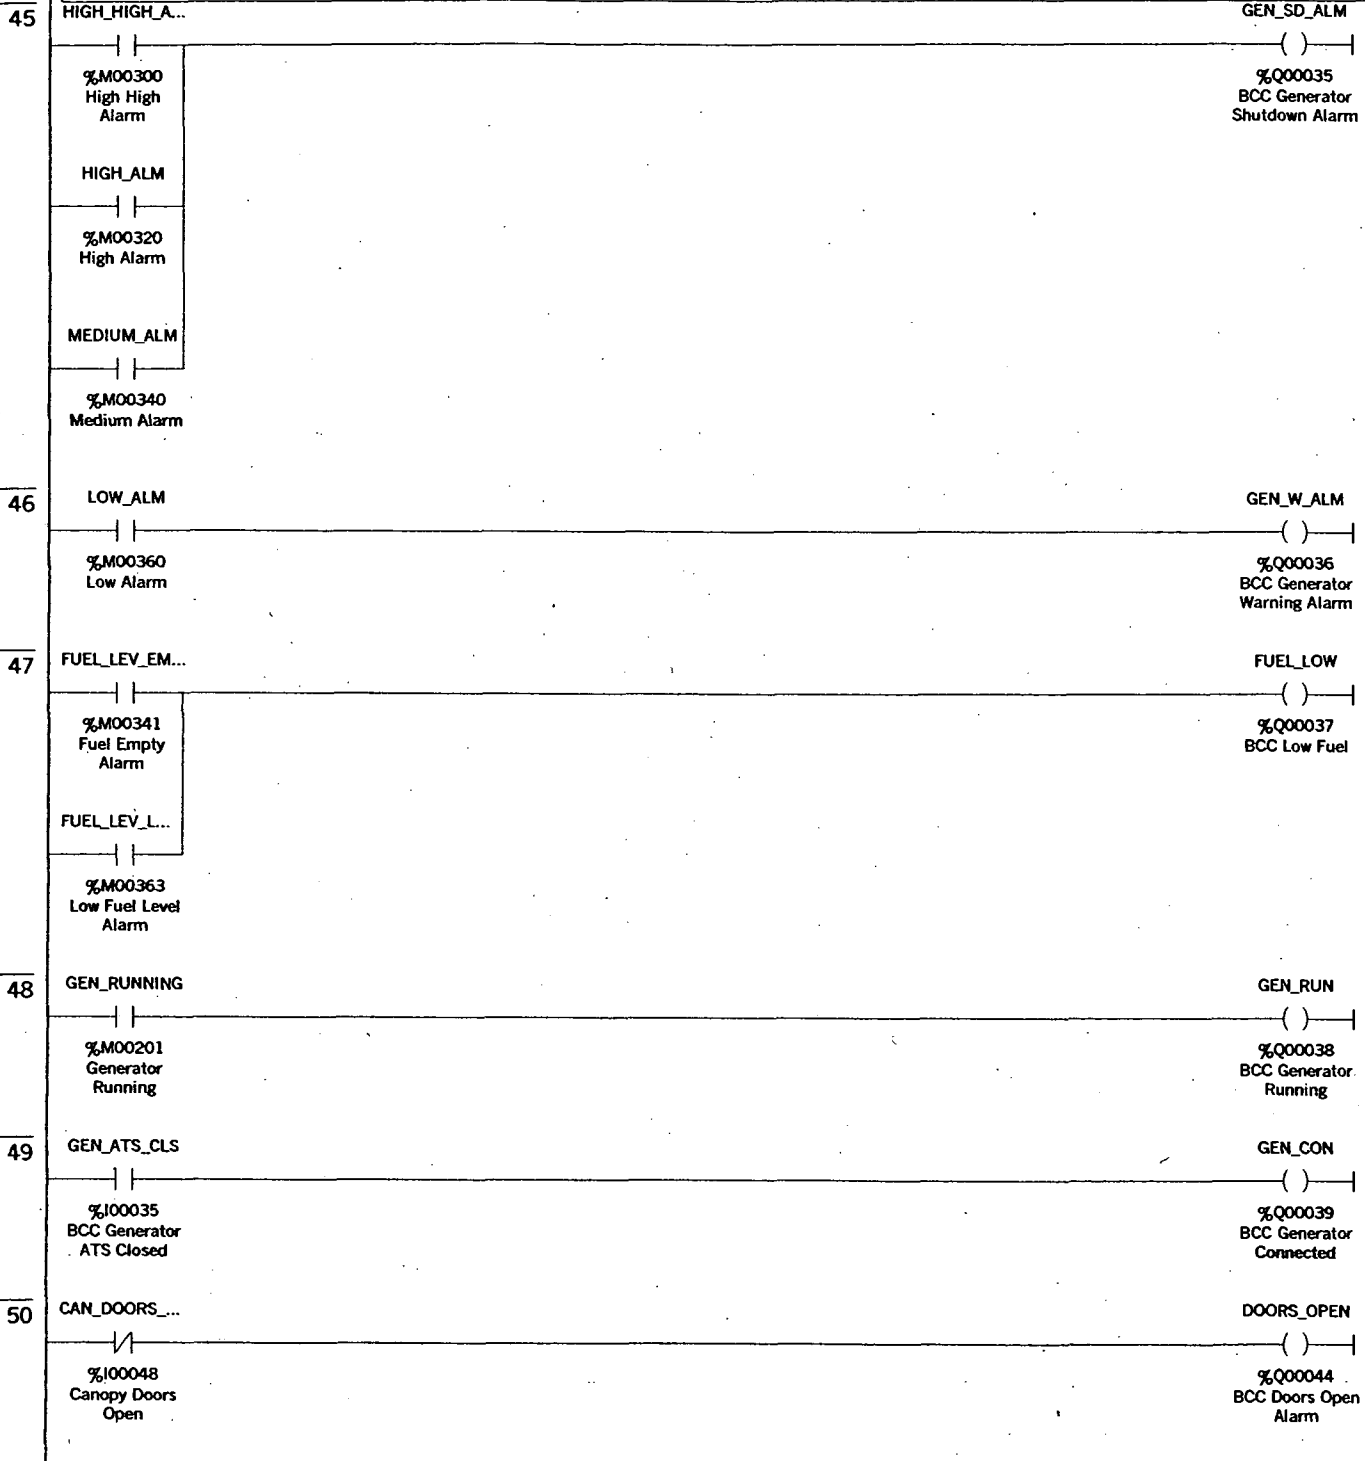 45
HIGH_HIGH_A...
GEN_SD_ALM
%M00300
High High
Alarm
%Q00035
BCC Generator
Shutdown Alarm
HIGH_ALM
%M00320
High Alarm
MEDIUM_ALM
%M00340
Medium Alarm
46
LOW_ALM
GEN_W_ALM
%M00360
Low Alarm
%Q00036
BCC Generator
Warning Alarm
47
FUEL_LEV_EM...
FUEL_LOW
%M00341
Fuel Empty
Alarm
%Q00037
BCC Low Fuel
FUEL_LEV_L...
%M00363
Low Fuel Level
Alarm
48
GEN_RUNNING
GEN_RUN
%M00201
Generator
Running
%Q00038
BCC Generator
Running
49
GEN_ATS_CLS
GEN_CON
%I00035
BCC Generator
ATS Closed
%Q00039
BCC Generator
Connected
50
CAN_DOORS_...
DOORS_OPEN
%I00048
Canopy Doors
Open
%Q00044
BCC Doors Open
Alarm